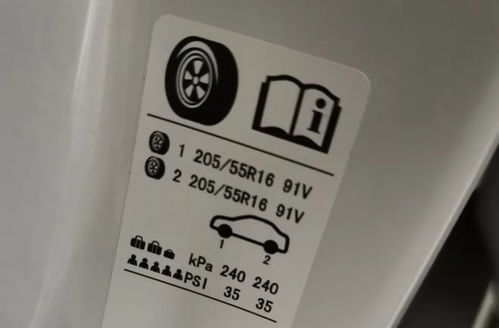 i
1 205/55R16 91V
2 205/55R16 91V
1 2
kPa 240 240
PSI 35 35